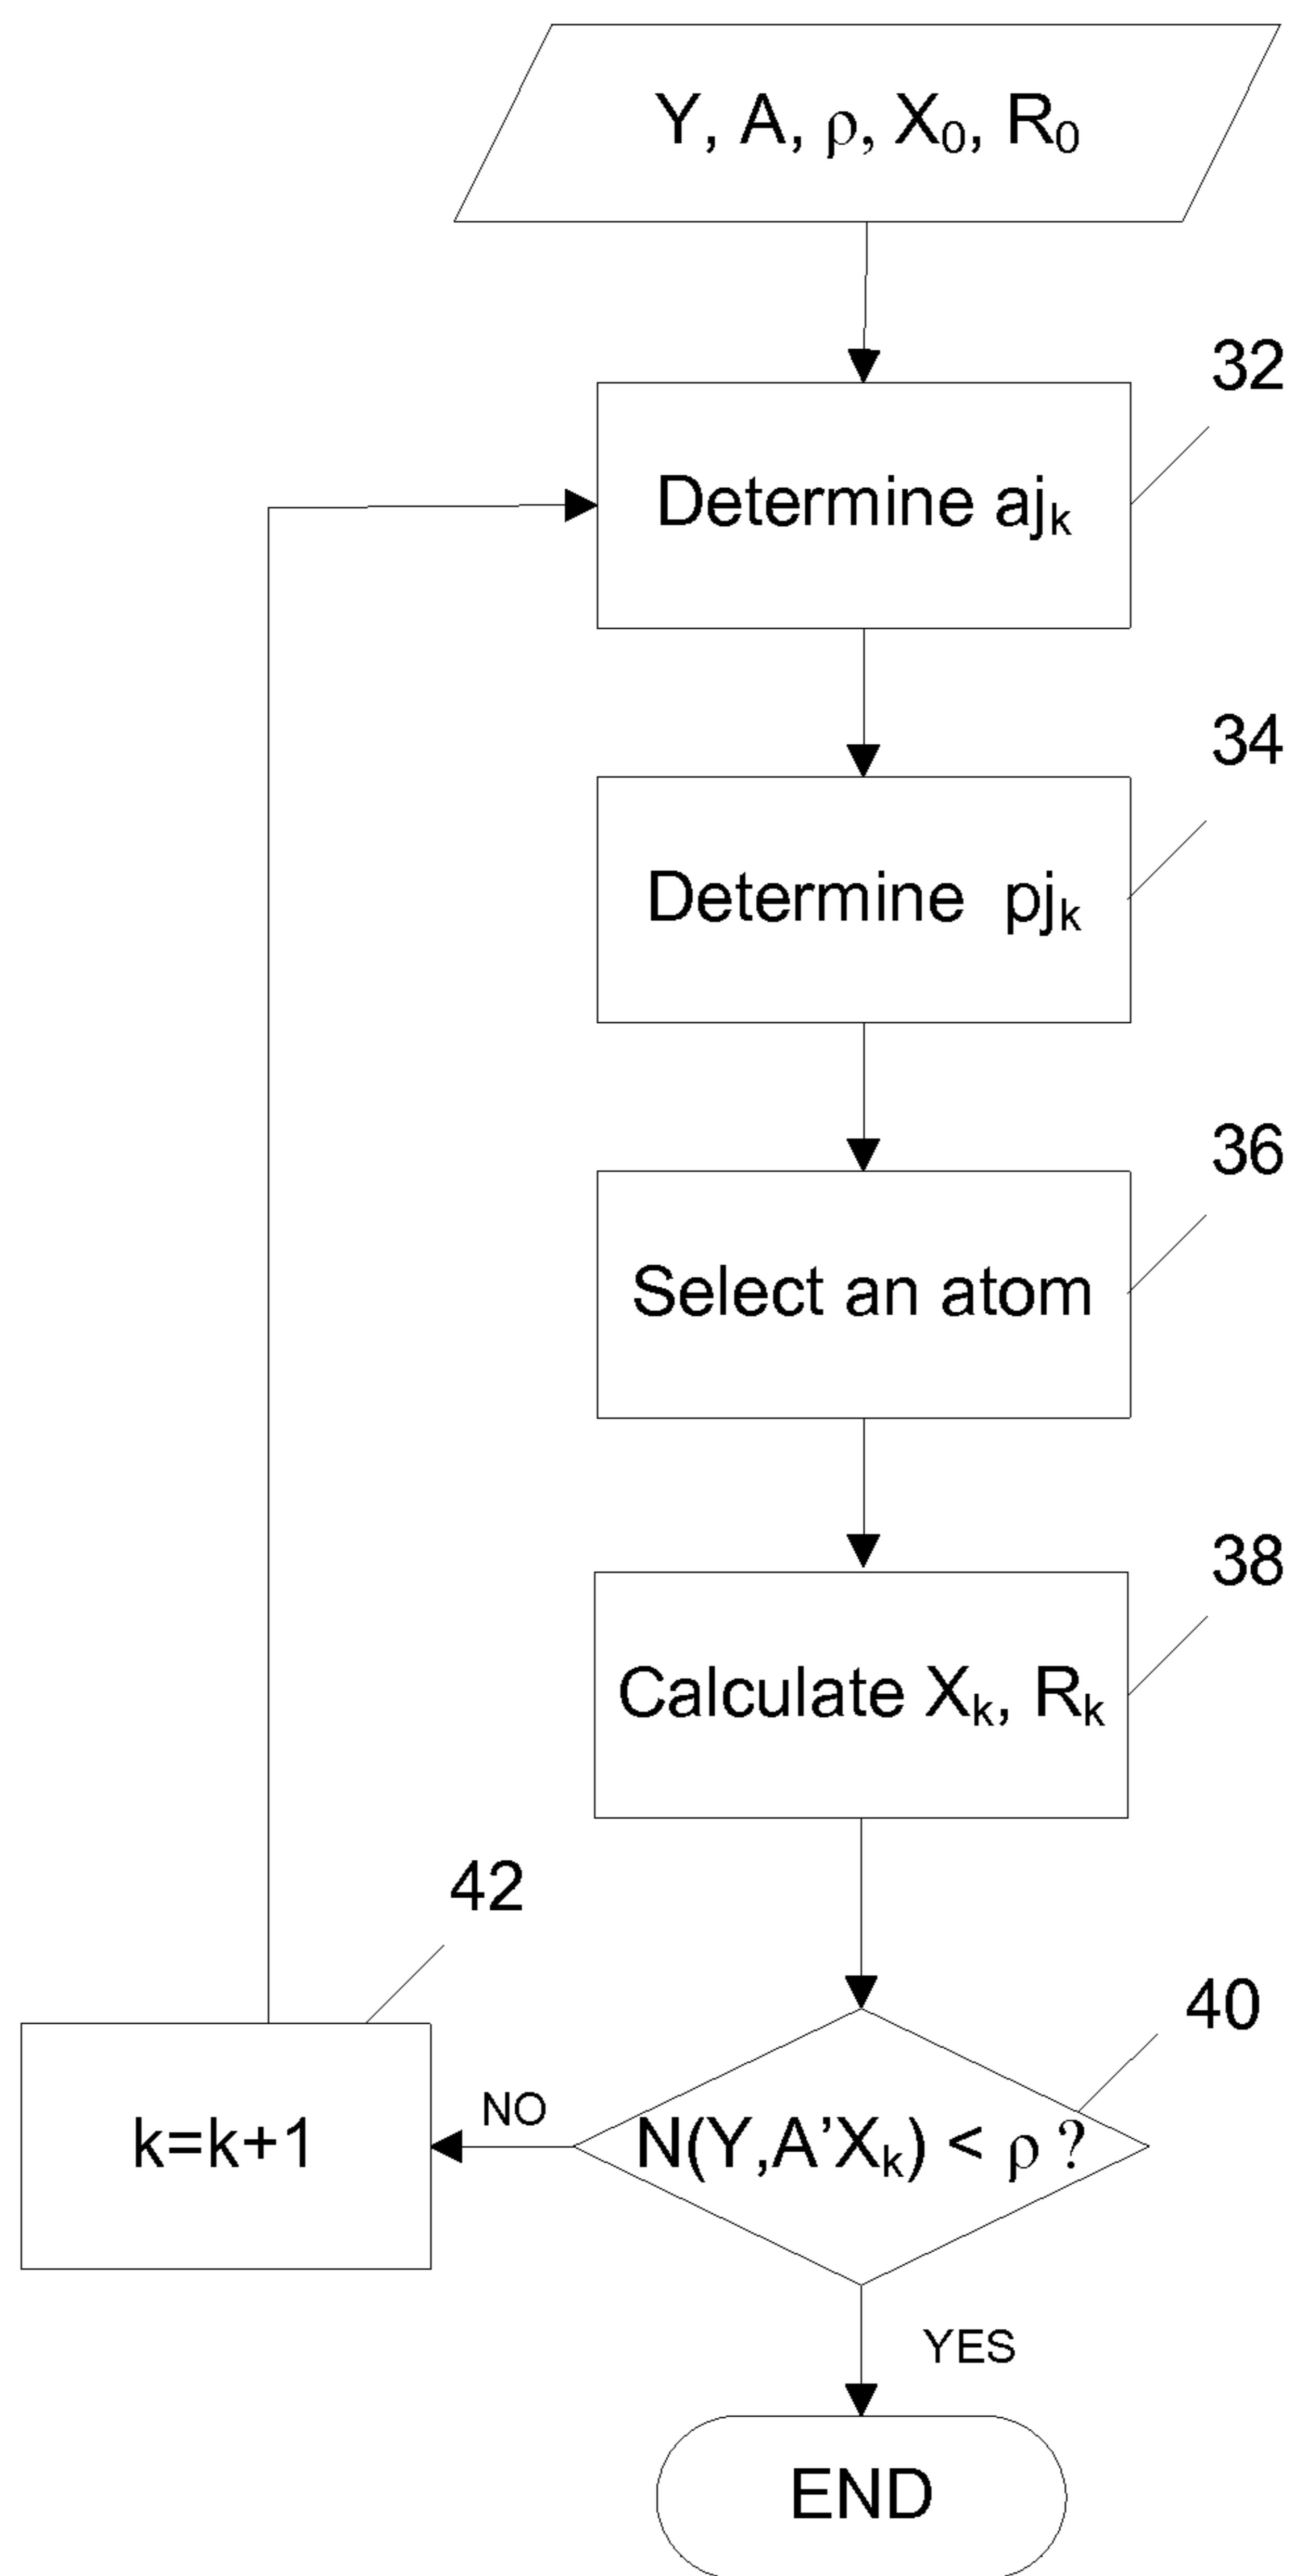 Y, A, ρ, X₀, R₀
32
Determine ajₖ
34
Determine pjₖ
36
Select an atom
38
Calculate Xₖ, Rₖ
42
40
k=k+1
NO
N(Y,A’Xₖ) < ρ ?
YES
END